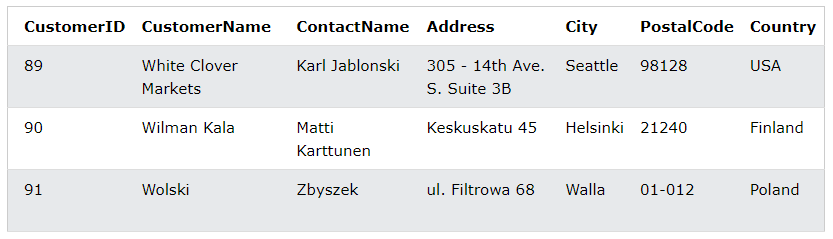 CustomerID CustomerName ContactName Address City PostalCode Country
89 White Clover Karl Jablonski 305 - 14th Ave. Seattle 98128 USA
Markets S. Suite 3B
90 Wilman Kala Matti Keskuskatu 45 Helsinki 21240 Finland
Karttunen
91 Wolski Zbyszek ul. Filtrowa 68 Walla 01-012 Poland